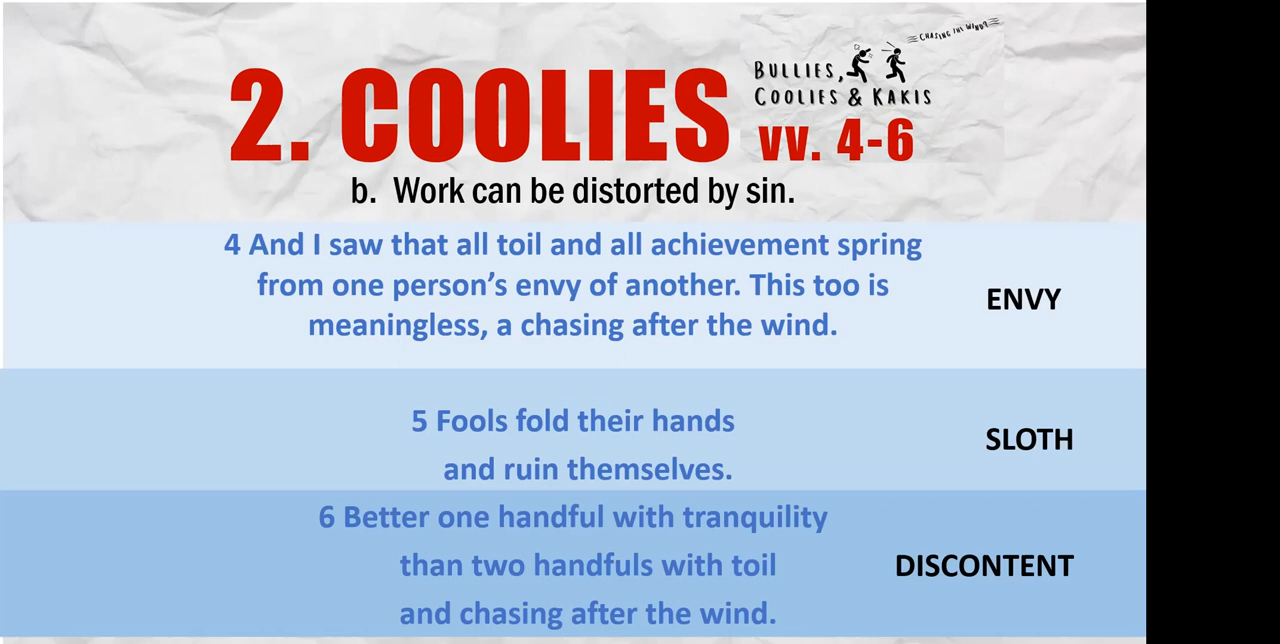 CHASING THE WIND?
BULLIES,
COOLIES & KAKIS
2. COOLIES
vv. 4-6
b. Work can be distorted by sin.
4 And I saw that all toil and all achievement spring
from one person’s envy of another. This too is
meaningless, a chasing after the wind.
ENVY
5 Fools fold their hands
and ruin themselves.
SLOTH
6 Better one handful with tranquility
than two handfuls with toil
and chasing after the wind.
DISCONTENT